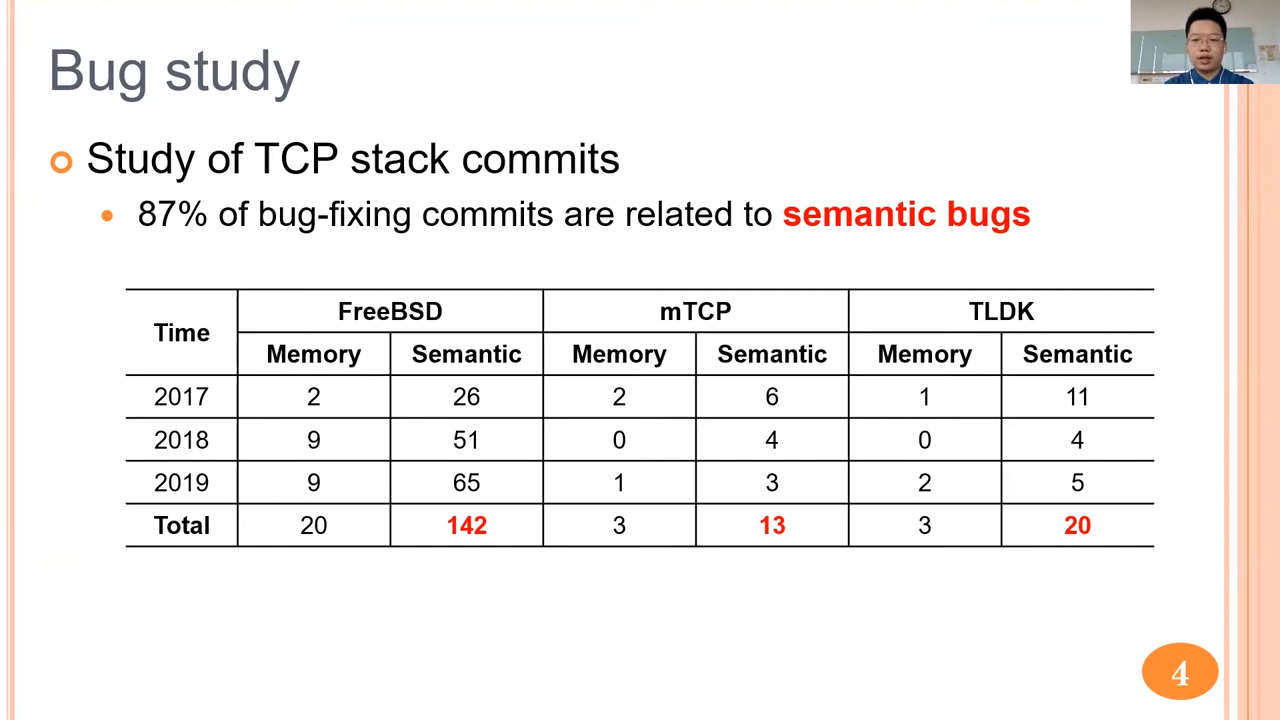 Bug study
Study of TCP stack commits
87% of bug-fixing commits are related to semantic bugs
Time FreeBSD mTCP TLDK
Memory Semantic Memory Semantic Memory Semantic
2017 2 26 2 6 1 11
2018 9 51 0 4 0 4
2019 9 65 1 3 2 5
Total 20 142 3 13 3 20
4